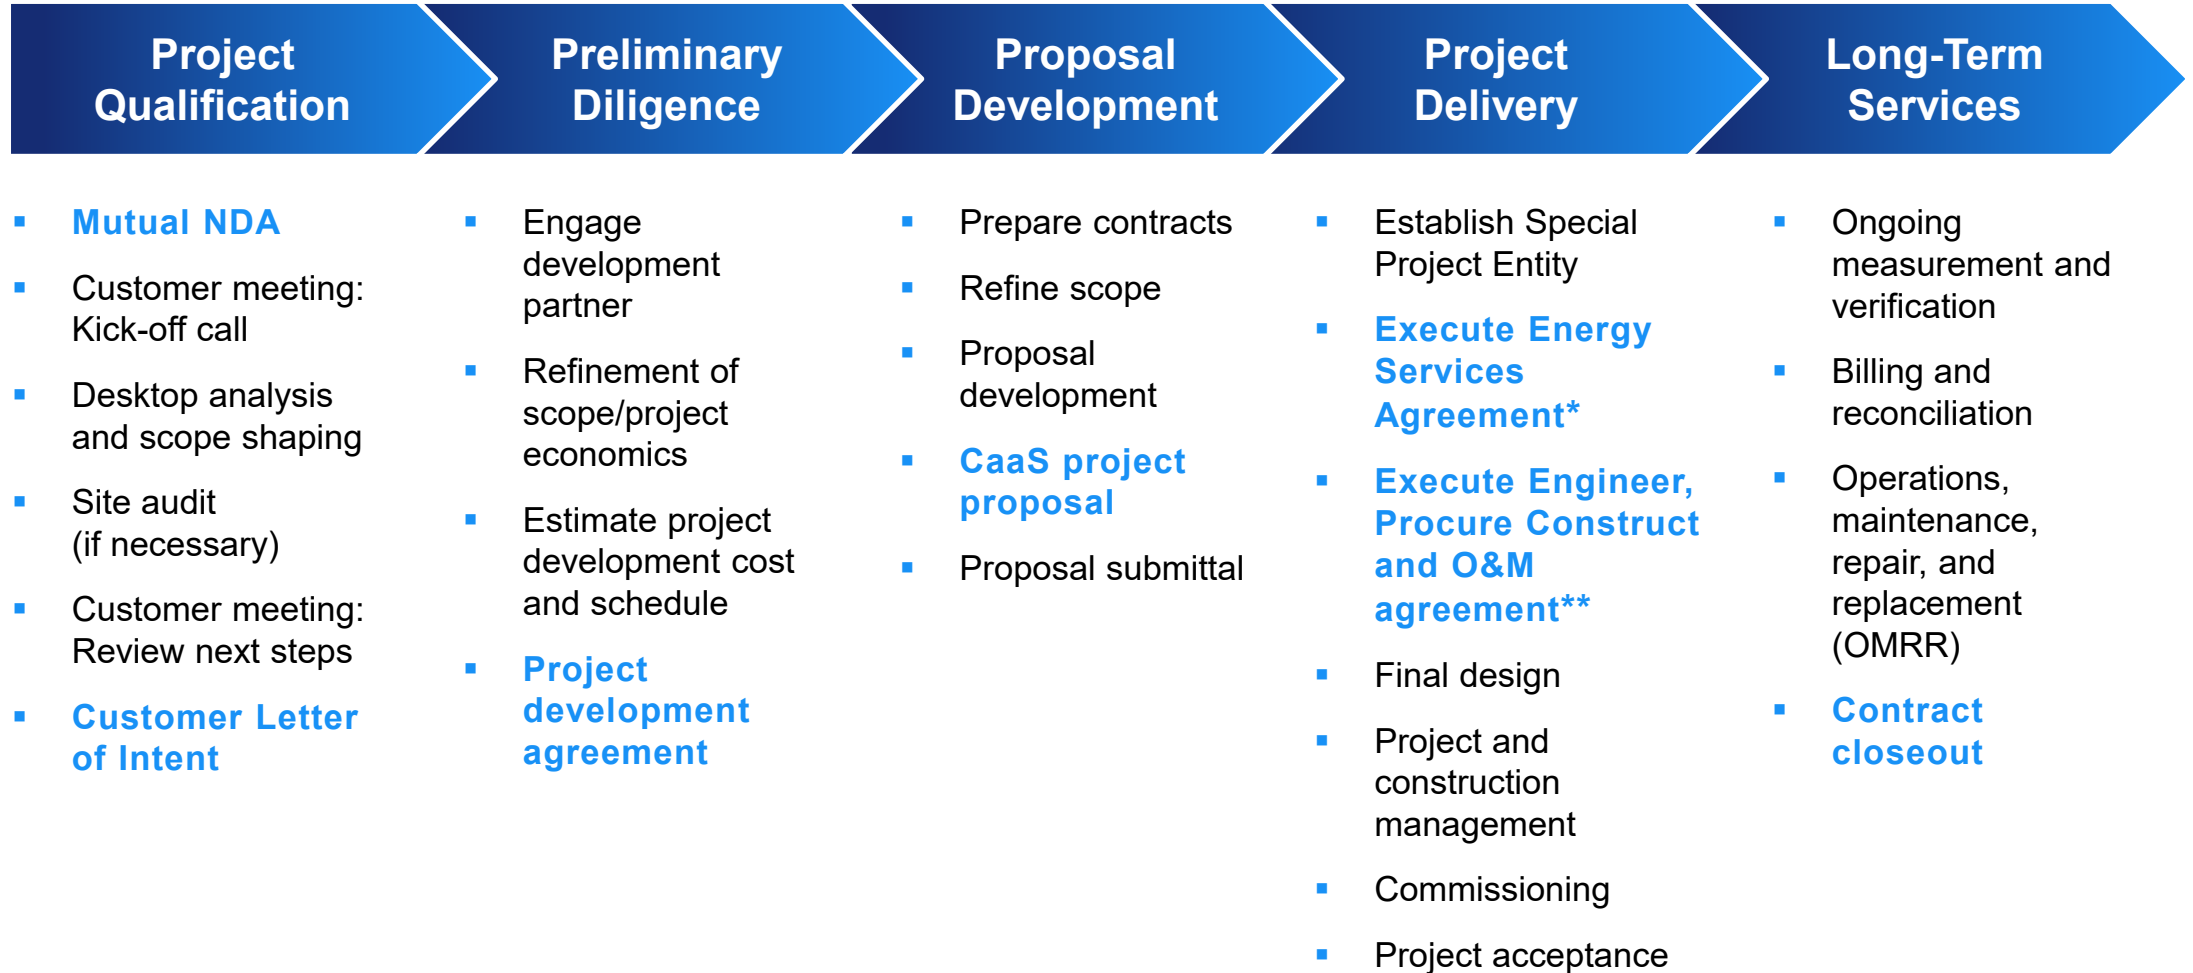 Project
Qualification
Preliminary
Diligence
Proposal
Development
Project
Delivery
Long-Term
Services
▪ Mutual NDA
▪ Customer meeting:
Kick-off call
▪ Desktop analysis
and scope shaping
▪ Site audit
(if necessary)
▪ Customer meeting:
Review next steps
▪ Customer Letter
of Intent
▪ Engage
development
partner
▪ Refinement of
scope/project
economics
▪ Estimate project
development cost
and schedule
▪ Project
development
agreement
▪ Prepare contracts
▪ Refine scope
▪ Proposal
development
▪ CaaS project
proposal
▪ Proposal submittal
▪ Establish Special
Project Entity
▪ Execute Energy
Services
Agreement*
▪ Execute Engineer,
Procure Construct
and O&M
agreement**
▪ Final design
▪ Project and
construction
management
▪ Commissioning
▪ Project acceptance
▪ Ongoing
measurement and
verification
▪ Billing and
reconciliation
▪ Operations,
maintenance,
repair, and
replacement
(OMRR)
▪ Contract
closeout